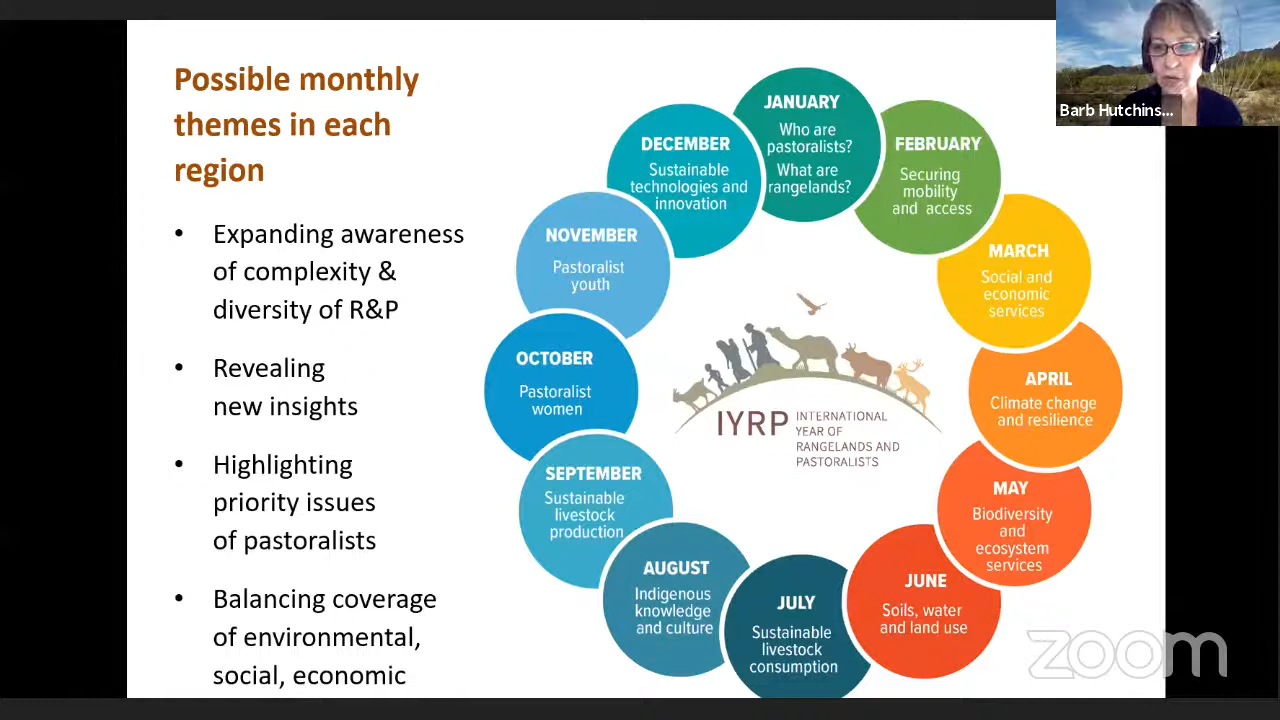 Possible monthly
themes in each
region
• Expanding awareness
of complexity &
diversity of R&P
• Revealing
new insights
• Highlighting
priority issues
of pastoralists
• Balancing coverage
of environmental,
social, economic
JANUARY
Who are
pastoralists?
What are
rangelands?
FEBRUARY
Securing
mobility
and access
MARCH
Social and
economic
services
APRIL
Climate change
and resilience
MAY
Biodiversity
and
ecosystem
services
JUNE
Soils, water
and land use
JULY
Sustainable
livestock
consumption
AUGUST
Indigenous
knowledge
and culture
SEPTEMBER
Sustainable
livestock
production
OCTOBER
Pastoralist
women
NOVEMBER
Pastoralist
youth
DECEMBER
Sustainable
technologies and
innovation
IYRP
INTERNATIONAL
YEAR OF
RANGELANDS AND
PASTORALISTS
Barb Hutchins...
zoom